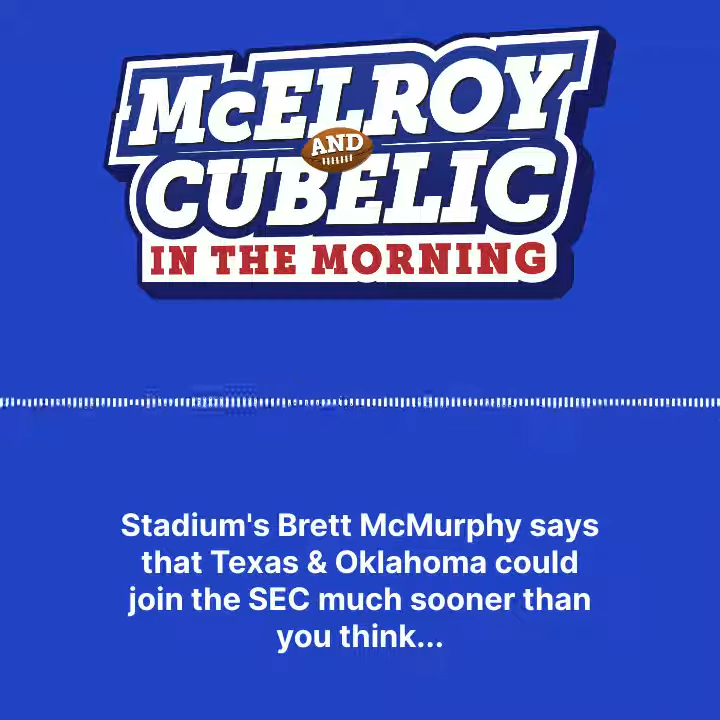 McELROY
AND
CUBELIC
IN THE MORNING
Stadium's Brett McMurphy says
that Texas & Oklahoma could
join the SEC much sooner than
you think...